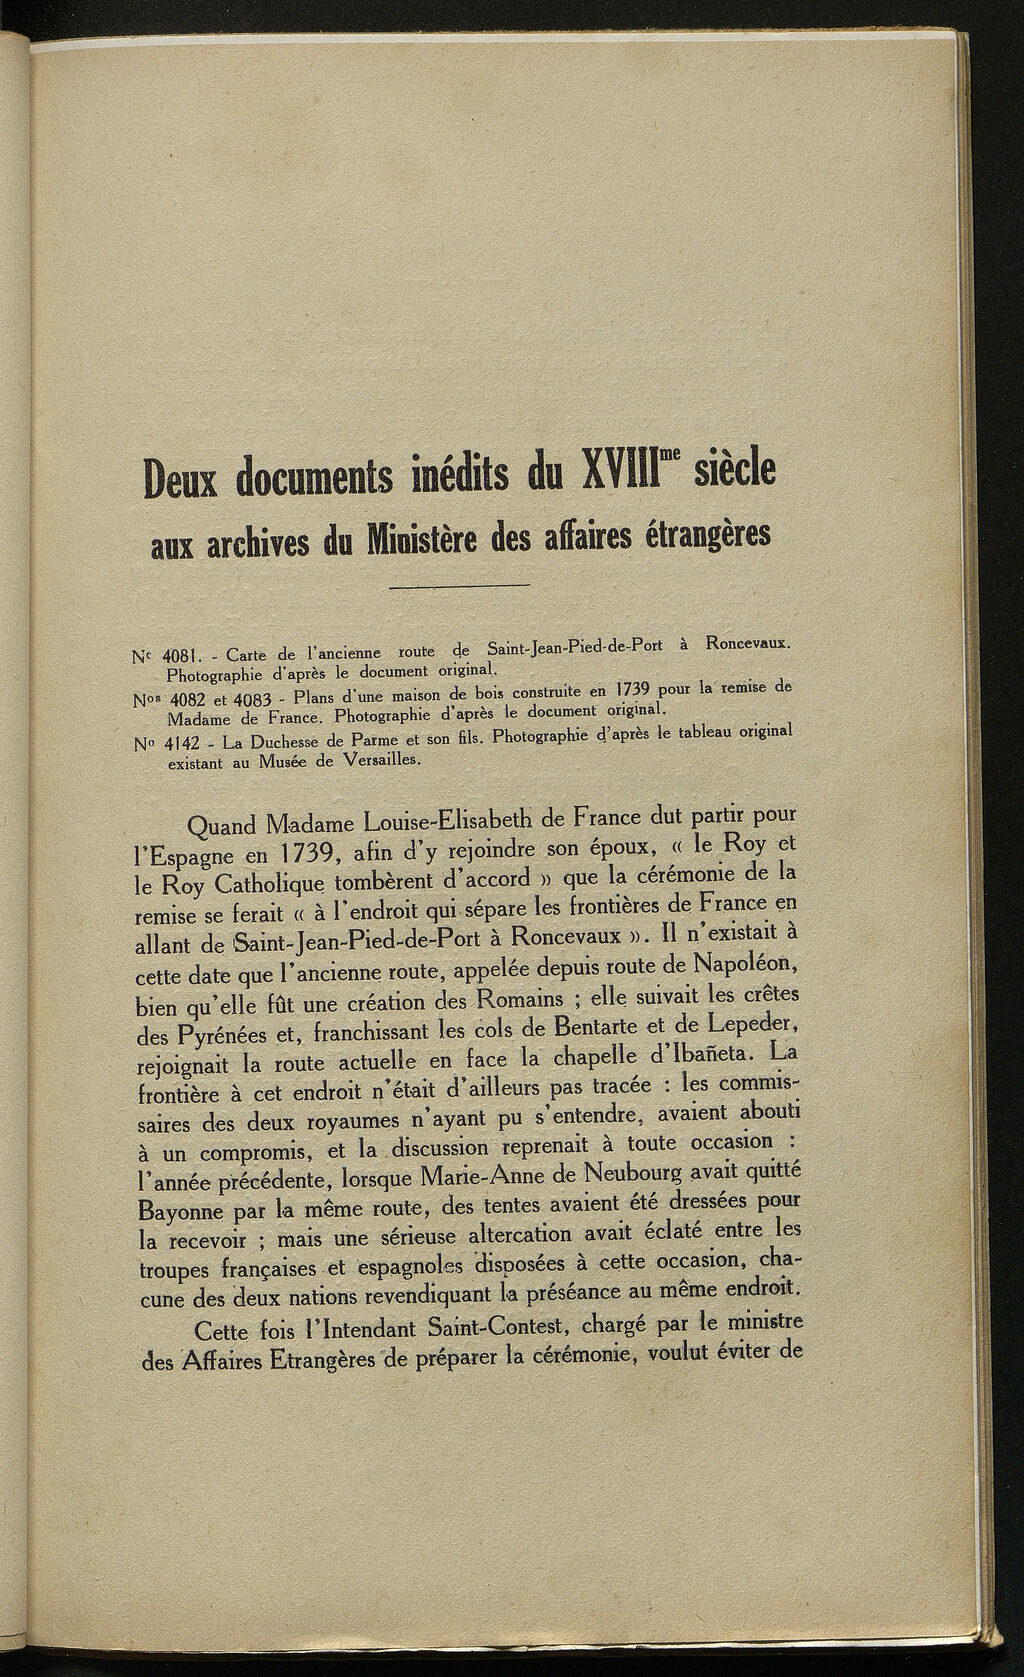 Deux documents inédits du XVIIIme siècle
aux archives du Ministère des affaires étrangères
Nº 4081. - Carte de l'ancienne route de Saint-Jean-Pied-de-Port à Roncevaux.
Photographie d'après le document original.
Nos 4082 et 4083 - Plans d'une maison de bois construite en 1739 pour la remise de
Madame de France. Photographie d'après le document original.
Nº 4142 - La Duchesse de Parme et son fils. Photographie d'après le tableau original
existant au Musée de Versailles.
Quand Madame Louise-Elisabeth de France dut partir pour
l'Espagne en 1739, afin d'y rejoindre son époux, « le Roy et
le Roy Catholique tombèrent d'accord » que la cérémonie de la
remise se ferait « à l'endroit qui sépare les frontières de France en
allant de Saint-Jean-Pied-de-Port à Roncevaux ». Il n'existait à
cette date que l'ancienne route, appelée depuis route de Napoléon,
bien qu'elle fût une création des Romains ; elle suivait les crêtes
des Pyrénées et, franchissant les cols de Bentarte et de Lepeder,
rejoignait la route actuelle en face la chapelle d'Ibañeta. La
frontière à cet endroit n'était d'ailleurs pas tracée : les commis-
saires des deux royaumes n'ayant pu s'entendre, avaient abouti
à un compromis, et la discussion reprenait à toute occasion :
l'année précédente, lorsque Marie-Anne de Neubourg avait quitté
Bayonne par la même route, des tentes avaient été dressées pour
la recevoir ; mais une sérieuse altercation avait éclaté entre les
troupes françaises et espagnoles disposées à cette occasion, cha-
cune des deux nations revendiquant la préséance au même endroit.
Cette fois l'Intendant Saint-Contest, chargé par le ministre
des Affaires Etrangères de préparer la cérémonie, voulut éviter de